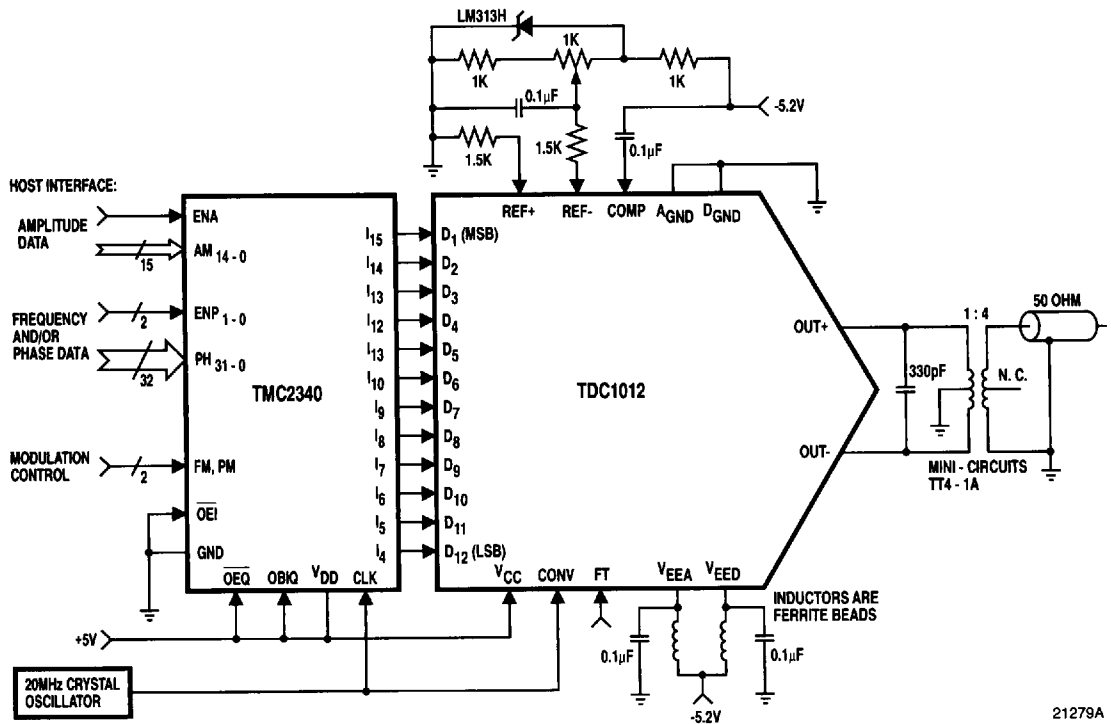 LM313H
1K
1K
1K
0.1µF
-5.2V
1.5K
1.5K
0.1µF
HOST INTERFACE:
AMPLITUDE
DATA
15
FREQUENCY
AND/OR
PHASE DATA
2
32
MODULATION
CONTROL
2
ENA
AM14 - 0
ENP1 - 0
PH31 - 0
FM, PM
OEI
GND
TMC2340
OEQ
OBIQ
VDD
CLK
I15
I14
I13
I12
I13
I10
I9
I8
I7
I6
I5
I4
REF+
REF-
COMP
AGND
DGND
D1 (MSB)
D2
D3
D4
D5
D6
D7
D8
D9
D10
D11
D12 (LSB)
TDC1012
OUT+
OUT-
VCC
CONV
FT
VEEA
VEED
330pF
1 : 4
50 OHM
N. C.
MINI - CIRCUITS
TT4 - 1A
INDUCTORS ARE
FERRITE BEADS
0.1µF
0.1µF
-5.2V
+5V
20MHz CRYSTAL
OSCILLATOR
21279A